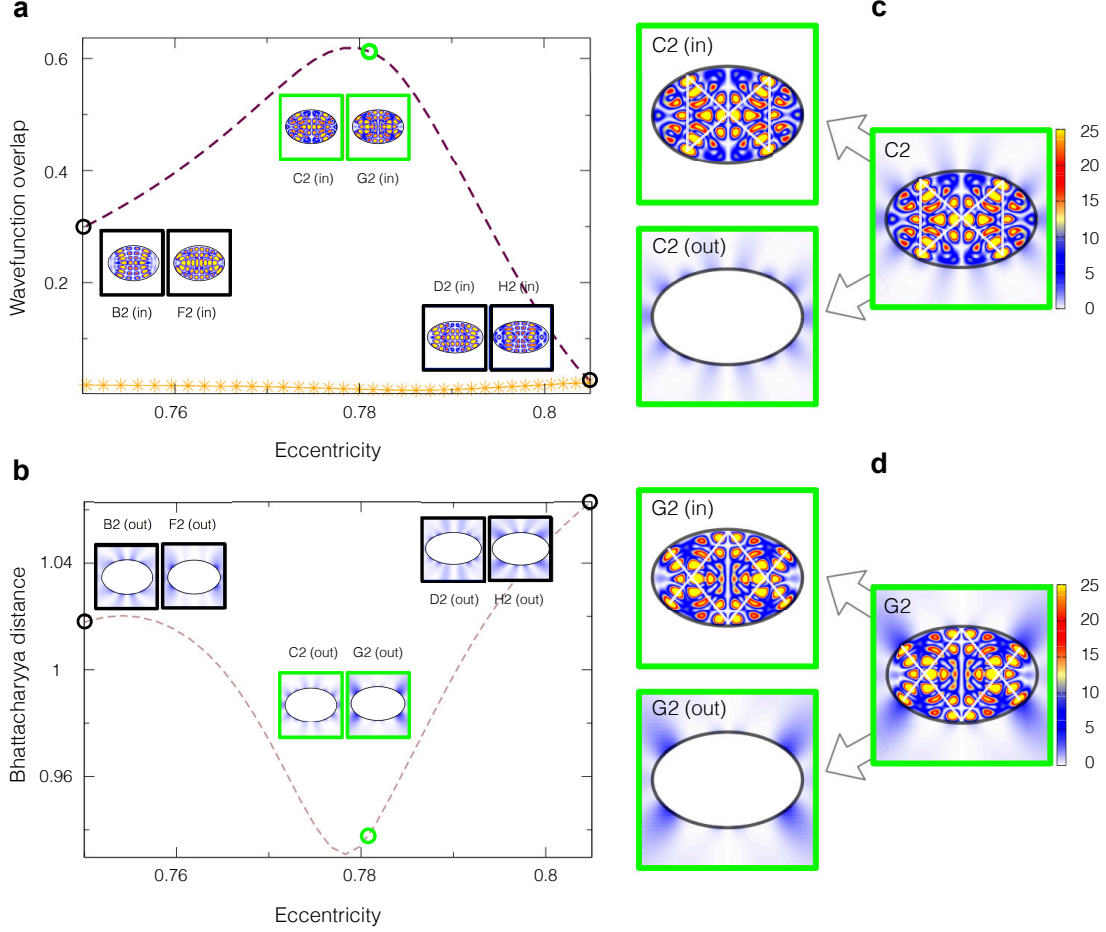 a
Wavefunction overlap
0.6
0.4
0.2
C2 (in) G2 (in)
B2 (in) F2 (in)
D2 (in) H2 (in)
0.76 0.78 0.8
Eccentricity
b
Bhattacharyya distance
1.04
1
0.96
B2 (out) F2 (out)
D2 (out) H2 (out)
C2 (out) G2 (out)
0.76 0.78 0.8
Eccentricity
c
C2 (in)
C2 (out)
C2
25
20
15
10
5
0
d
G2 (in)
G2 (out)
G2
25
20
15
10
5
0